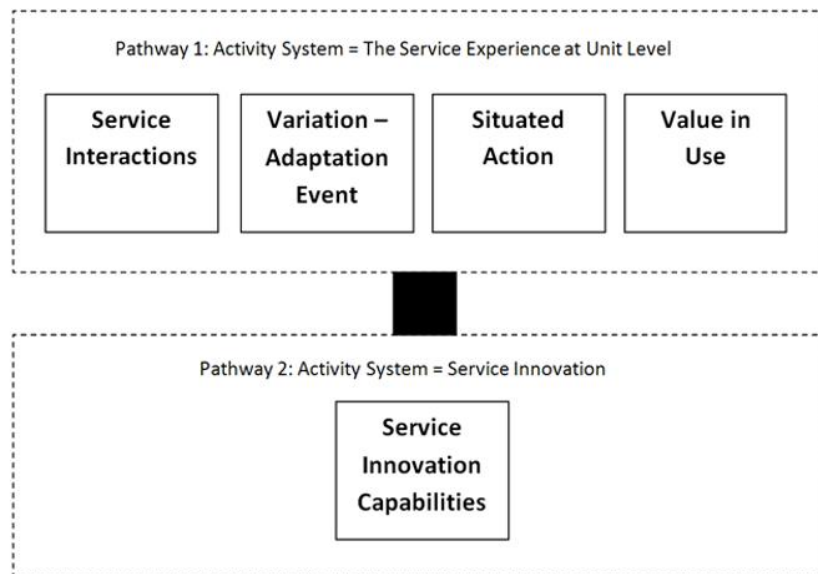 Pathway 1: Activity System = The Service Experience at Unit Level
Service
Interactions
Variation –
Adaptation
Event
Situated
Action
Value in
Use
Pathway 2: Activity System = Service Innovation
Service
Innovation
Capabilities